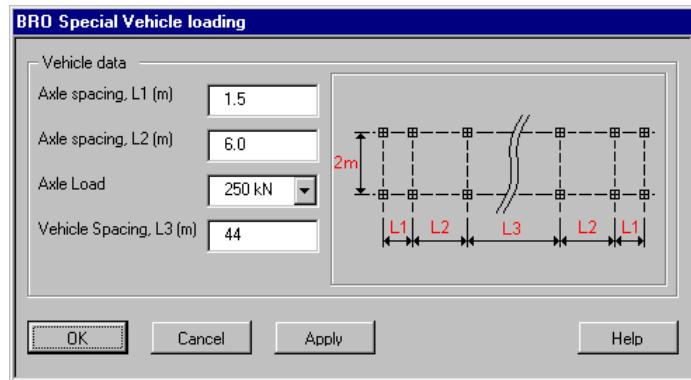 BRO Special Vehicle loading
Vehicle data
Axle spacing, L1 (m) 1.5
Axle spacing, L2 (m) 6.0
Axle Load 250 kN
Vehicle Spacing, L3 (m) 44
2m
L1 L2 L3 L2 L1
OK Cancel Apply Help